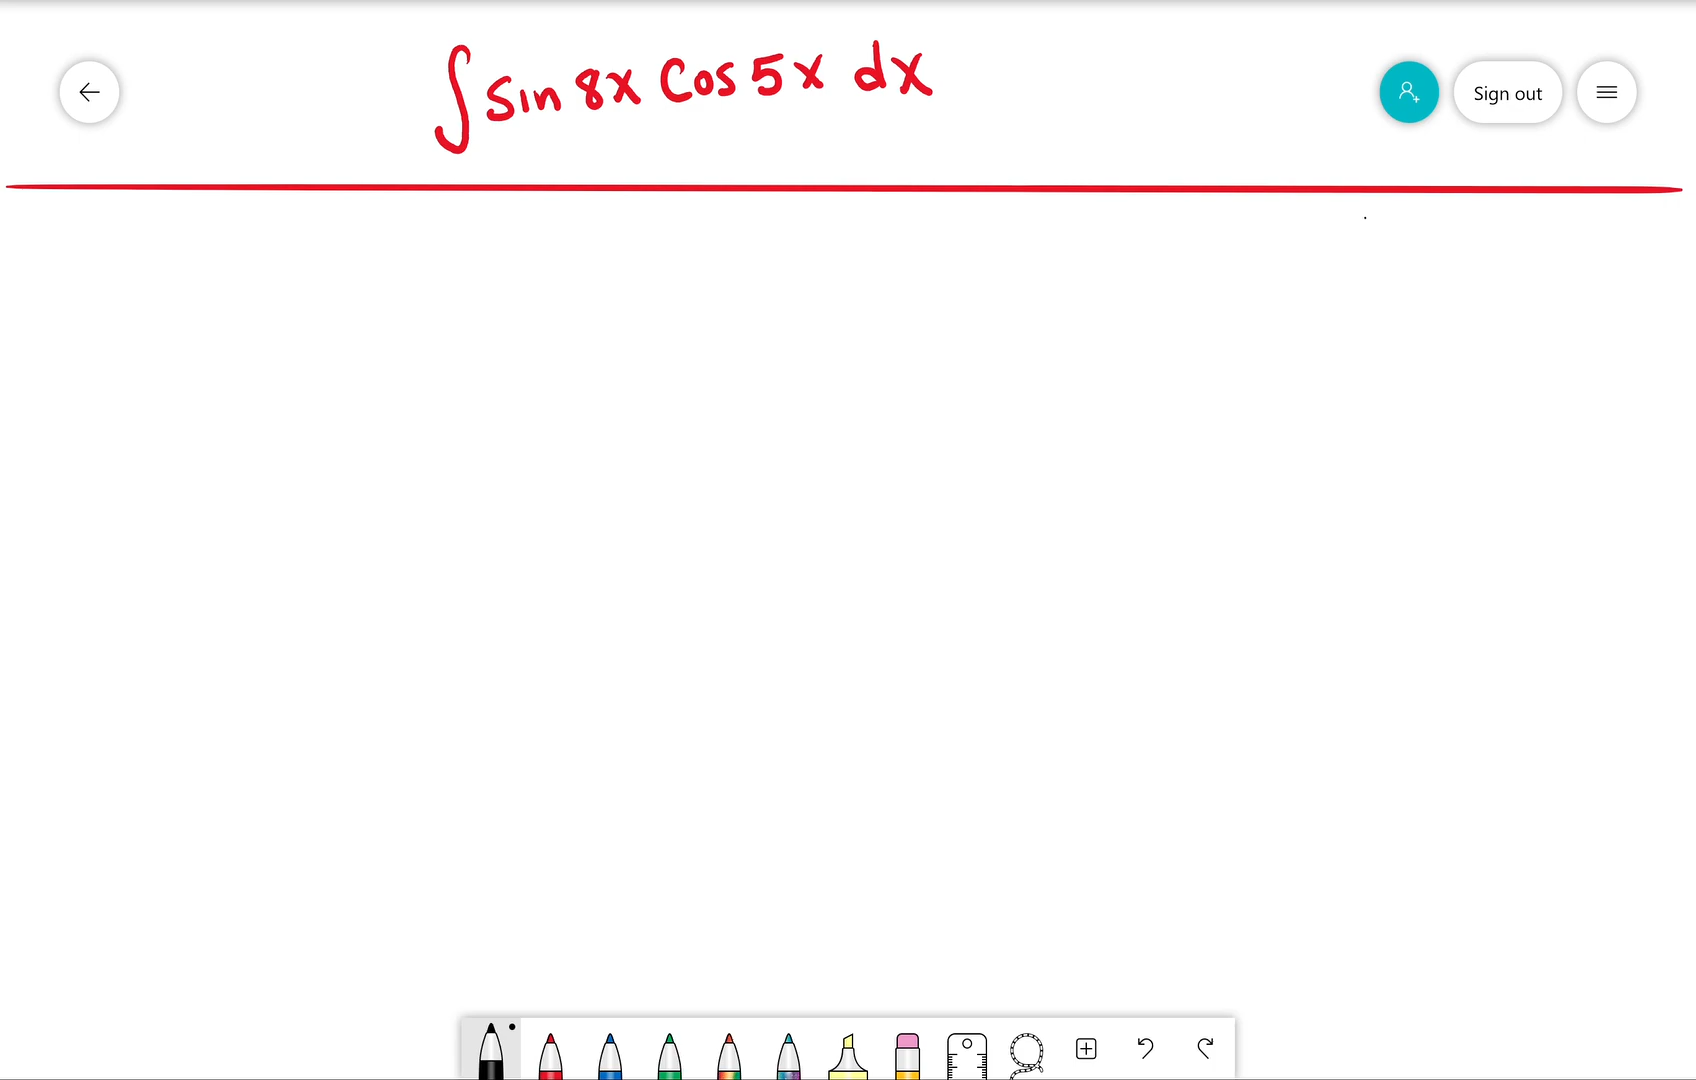 ∫ sin 8x cos 5x dx
Sign out